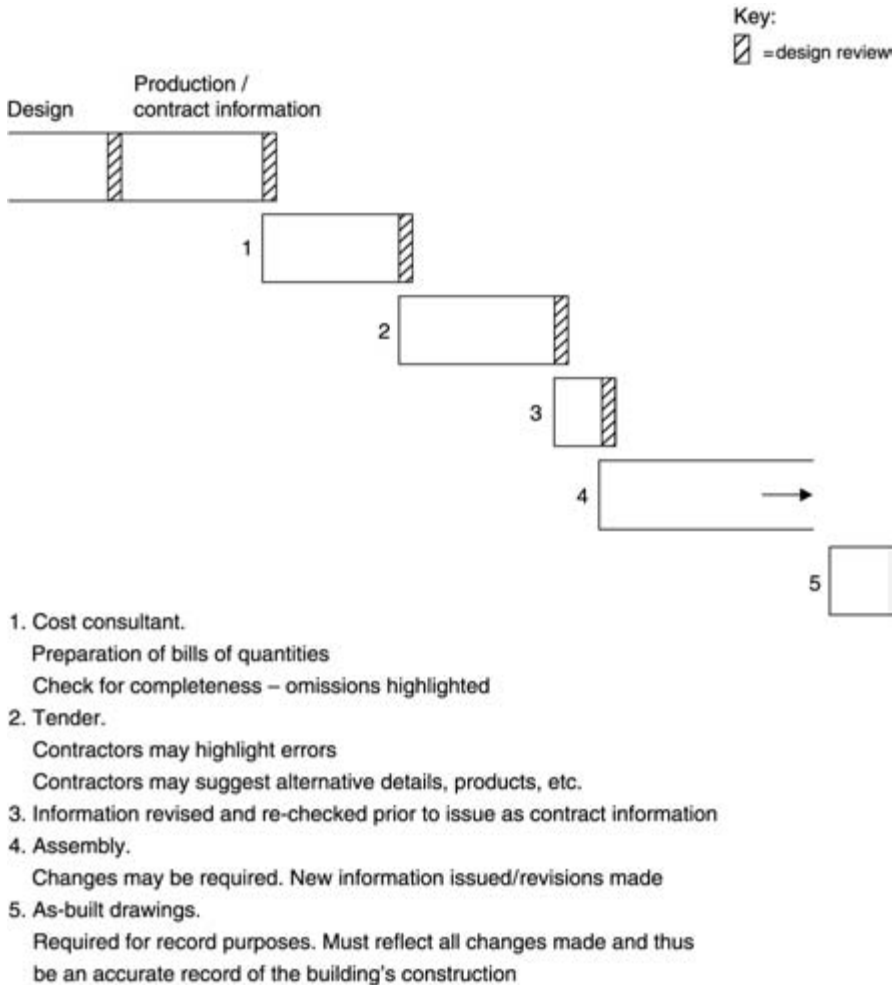 Key:
=design review
Production /
Design contract information
1
2
3
4
5
1. Cost consultant.
Preparation of bills of quantities
Check for completeness – omissions highlighted
2. Tender.
Contractors may highlight errors
Contractors may suggest alternative details, products, etc.
3. Information revised and re-checked prior to issue as contract information
4. Assembly.
Changes may be required. New information issued/revisions made
5. As-built drawings.
Required for record purposes. Must reflect all changes made and thus
be an accurate record of the building's construction